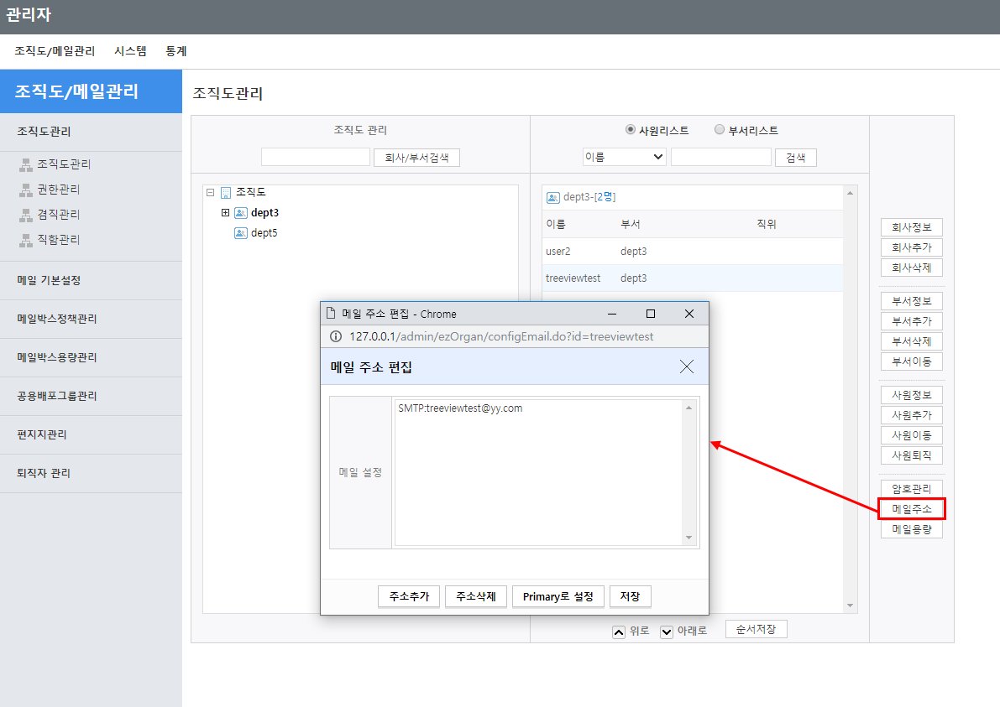 관리자
조직도/메일관리 시스템 통계
조직도/메일관리
조직도관리
조직도관리
권한관리
겸직관리
직함관리
메일 기본설정
메일박스정책관리
메일박스용량관리
공용배포그룹관리
편지지관리
퇴직자 관리
조직도관리
조직도 관리
회사/부서검색
조직도
dept3
dept5
사원리스트 부서리스트
이름 검색
dept3-[2명]
이름 부서 직위
user2 dept3
treeviewtest dept3
위로 아래로 순서저장
회사정보
회사추가
회사삭제
부서정보
부서추가
부서삭제
부서이동
사원정보
사원추가
사원이동
사원퇴직
암호관리
메일주소
메일용량
메일 주소 편집 - Chrome
127.0.0.1/admin/ezOrgan/configEmail.do?id=treeviewtest
메일 주소 편집
메일 설정
SMTP:treeviewtest@yy.com
주소추가 주소삭제 Primary로 설정 저장